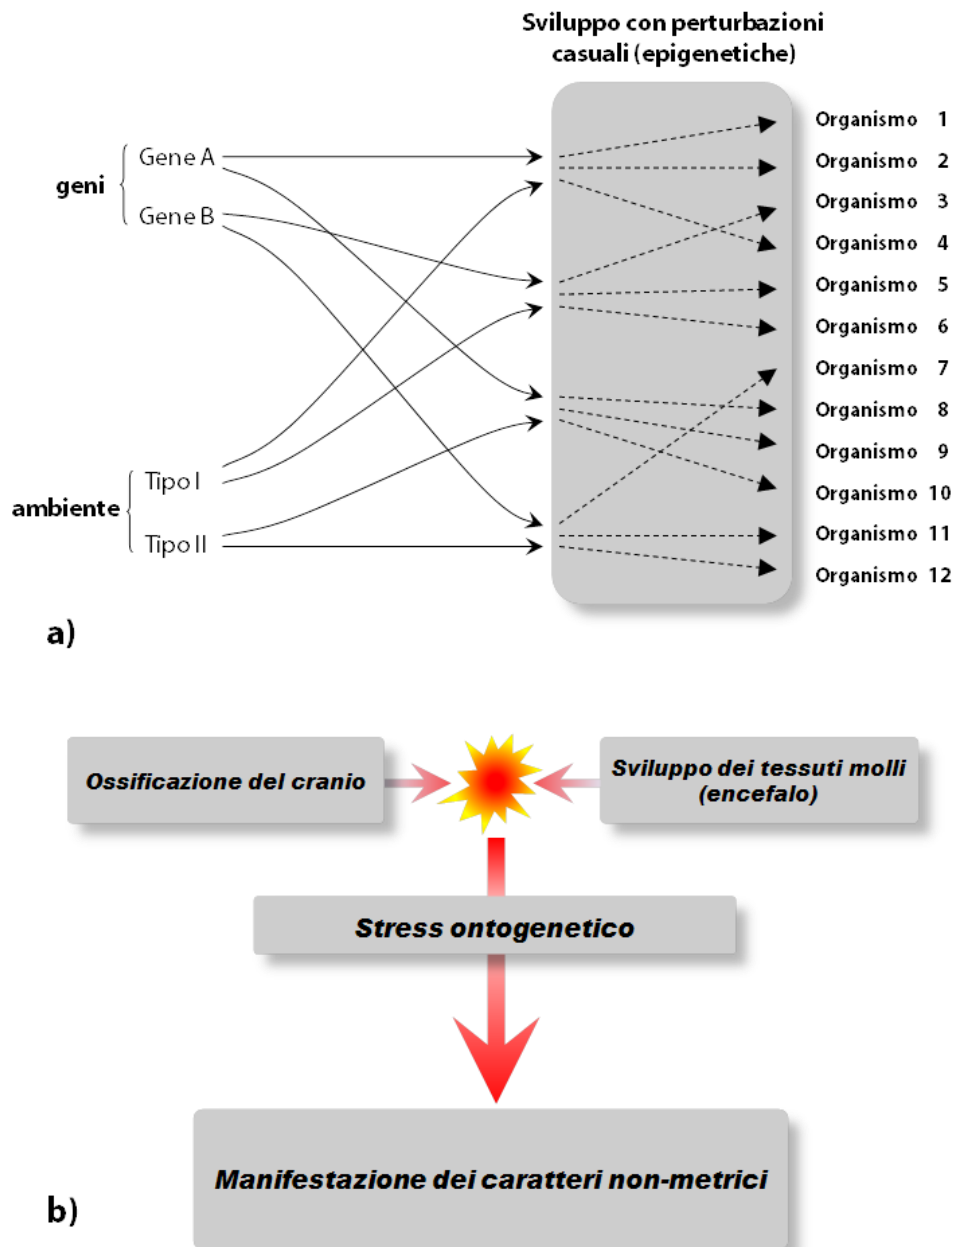 Sviluppo con perturbazioni
casuali (epigenetiche)
geni
Gene A
Gene B
ambiente
Tipo I
Tipo II
Organismo 1
Organismo 2
Organismo 3
Organismo 4
Organismo 5
Organismo 6
Organismo 7
Organismo 8
Organismo 9
Organismo 10
Organismo 11
Organismo 12
a)
Ossificazione del cranio
Sviluppo dei tessuti molli
(encefalo)
Stress ontogenetico
Manifestazione dei caratteri non-metrici
b)